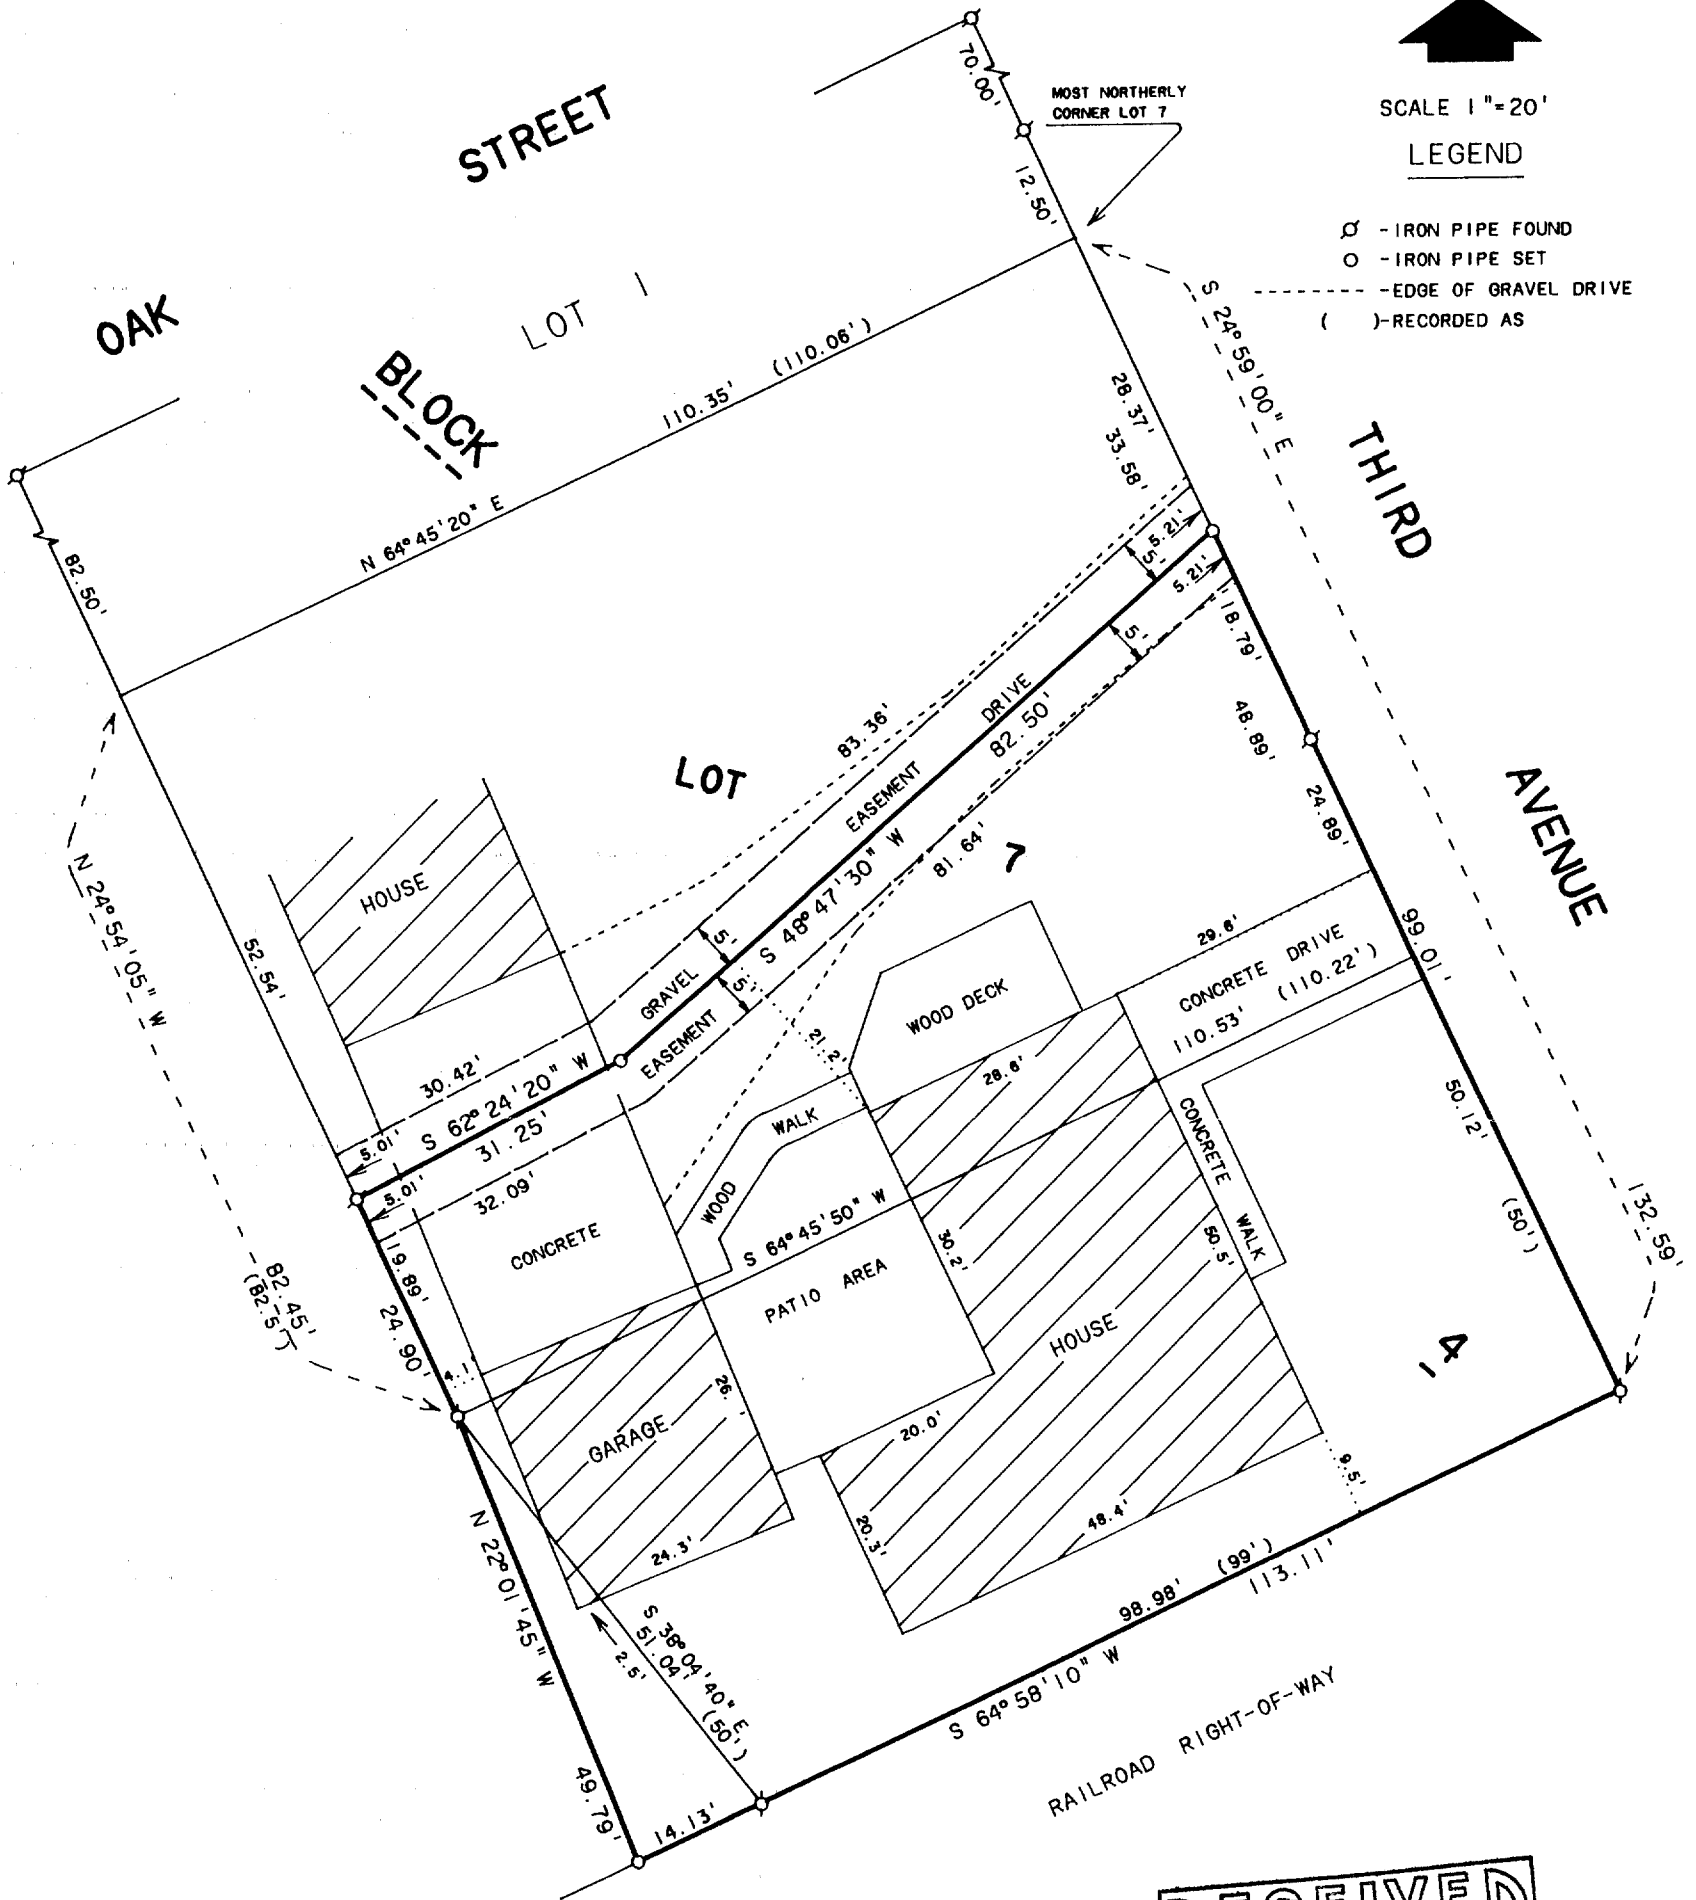 70.00'
MOST NORTHERLY
CORNER LOT 7
SCALE 1"=20'
LEGEND
-IRON PIPE FOUND
-IRON PIPE SET
-------- -EDGE OF GRAVEL DRIVE
( )-RECORDED AS
STREET
OAK
12.50'
LOT 1
BLOCK
110.35' (110.06')
N 64°45'20" E
S 24°59'00" E
28.37'
33.58'
THIRD
AVENUE
82.50'
5.21'
5'
5.21'
5'
18.79'
48.89'
24.89'
99.01'
83.36'
DRIVE
82.50'
EASEMENT
S 48°47'30" W
81.64'
LOT
7
HOUSE
52.54'
N 24°54'05" W
5'
5'
GRAVEL
EASEMENT
21.2'
WOOD DECK
29.6'
CONCRETE DRIVE
110.53' (110.22')
28.6'
30.42'
S 62°24'20" W
31.25'
32.09'
5.01'
5.01'
WALK
WOOD
CONCRETE
WALK
50.12'
(50')
132.59'
CONCRETE
S 64°45'50" W
PATIO AREA
30.2'
50.5'
HOUSE
14
82.45'
(82.5')
19.89'
24.90'
4.1'
GARAGE
24.3'
20.0'
20.3'
48.4'
9.5'
N 22°01'45" W
49.79'
2.5'
S 38°04'40" E
51.04'
(50')
98.98' (99')
113.11'
S 64°58'10" W
14.13'
RAILROAD RIGHT-OF-WAY
RECEIVED